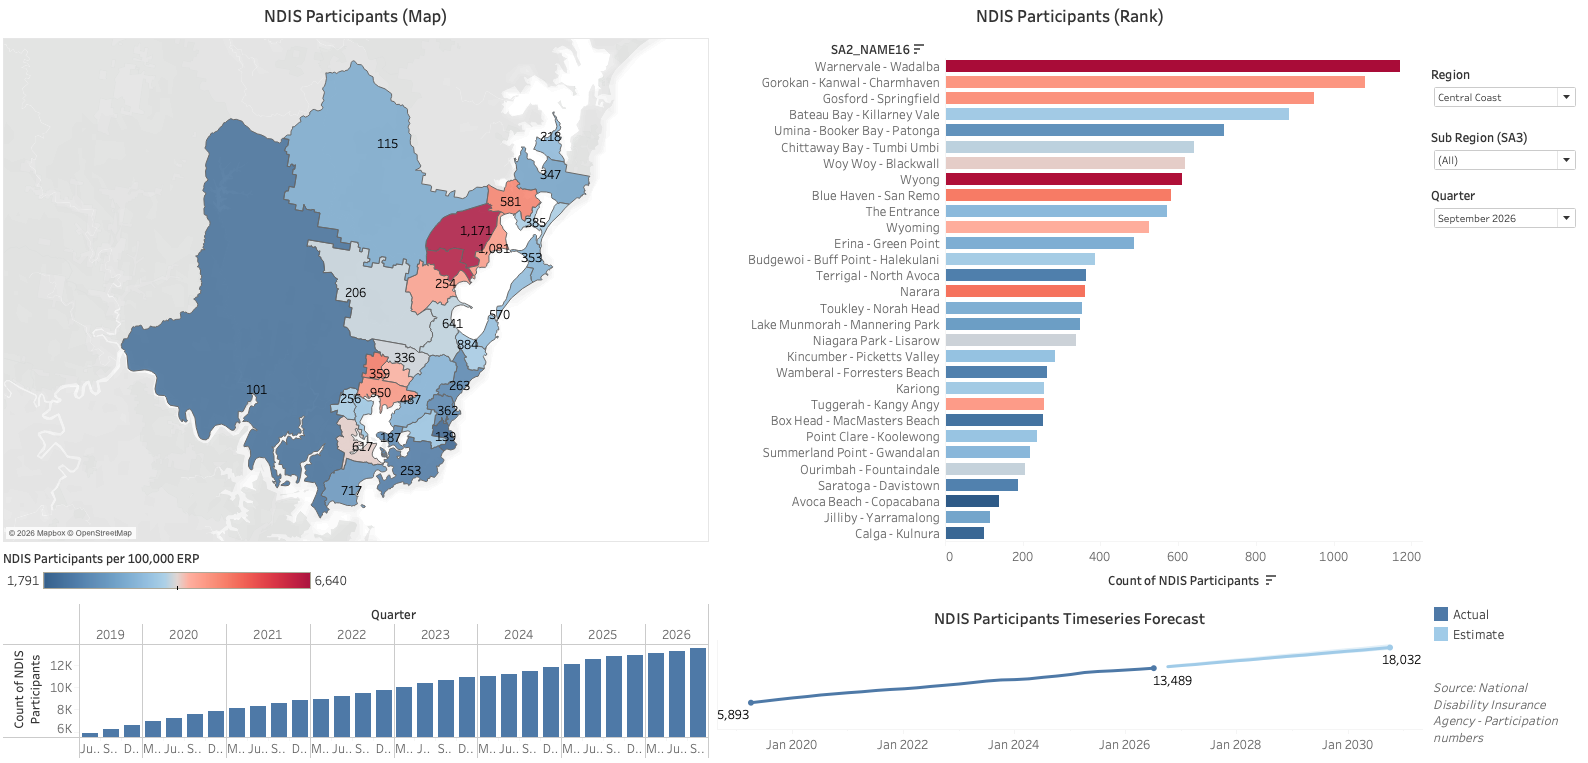 NDIS Participants (Map)
115
218
347
581
385
1,171
1,081
353
254
206
570
641
884
336
359
263
101
256
950
487
362
187
139
617
253
717
© 2026 Mapbox © OpenStreetMap
NDIS Participants per 100,000 ERP
1,791
6,640
NDIS Participants (Rank)
SA2_NAME16
Warnervale - Wadalba
Gorokan - Kanwal - Charmhaven
Gosford - Springfield
Bateau Bay - Killarney Vale
Umina - Booker Bay - Patonga
Chittaway Bay - Tumbi Umbi
Woy Woy - Blackwall
Wyong
Blue Haven - San Remo
The Entrance
Wyoming
Erina - Green Point
Budgewoi - Buff Point - Halekulani
Terrigal - North Avoca
Narara
Toukley - Norah Head
Lake Munmorah - Mannering Park
Niagara Park - Lisarow
Kincumber - Picketts Valley
Wamberal - Forresters Beach
Kariong
Tuggerah - Kangy Angy
Box Head - MacMasters Beach
Point Clare - Koolewong
Summerland Point - Gwandalan
Ourimbah - Fountaindale
Saratoga - Davistown
Avoca Beach - Copacabana
Jilliby - Yarramalong
Calga - Kulnura
0 200 400 600 800 1000 1200
Count of NDIS Participants
Region
Central Coast
Sub Region (SA3)
(All)
Quarter
September 2026
Quarter
2019 2020 2021 2022 2023 2024 2025 2026
Count of NDIS
Participants
12K
10K
8K
6K
Ju.. S.. D.. M.. Ju.. S.. D.. M.. Ju.. S.. D.. M.. Ju.. S.. D.. M.. J.. S.. D.. M.. Ju.. S.. D.. M.. Ju.. S.. D.. M.. Ju.. S..
NDIS Participants Timeseries Forecast
5,893
13,489
18,032
Jan 2020 Jan 2022 Jan 2024 Jan 2026 Jan 2028 Jan 2030
Actual
Estimate
Source: National
Disability Insurance
Agency - Participation
numbers